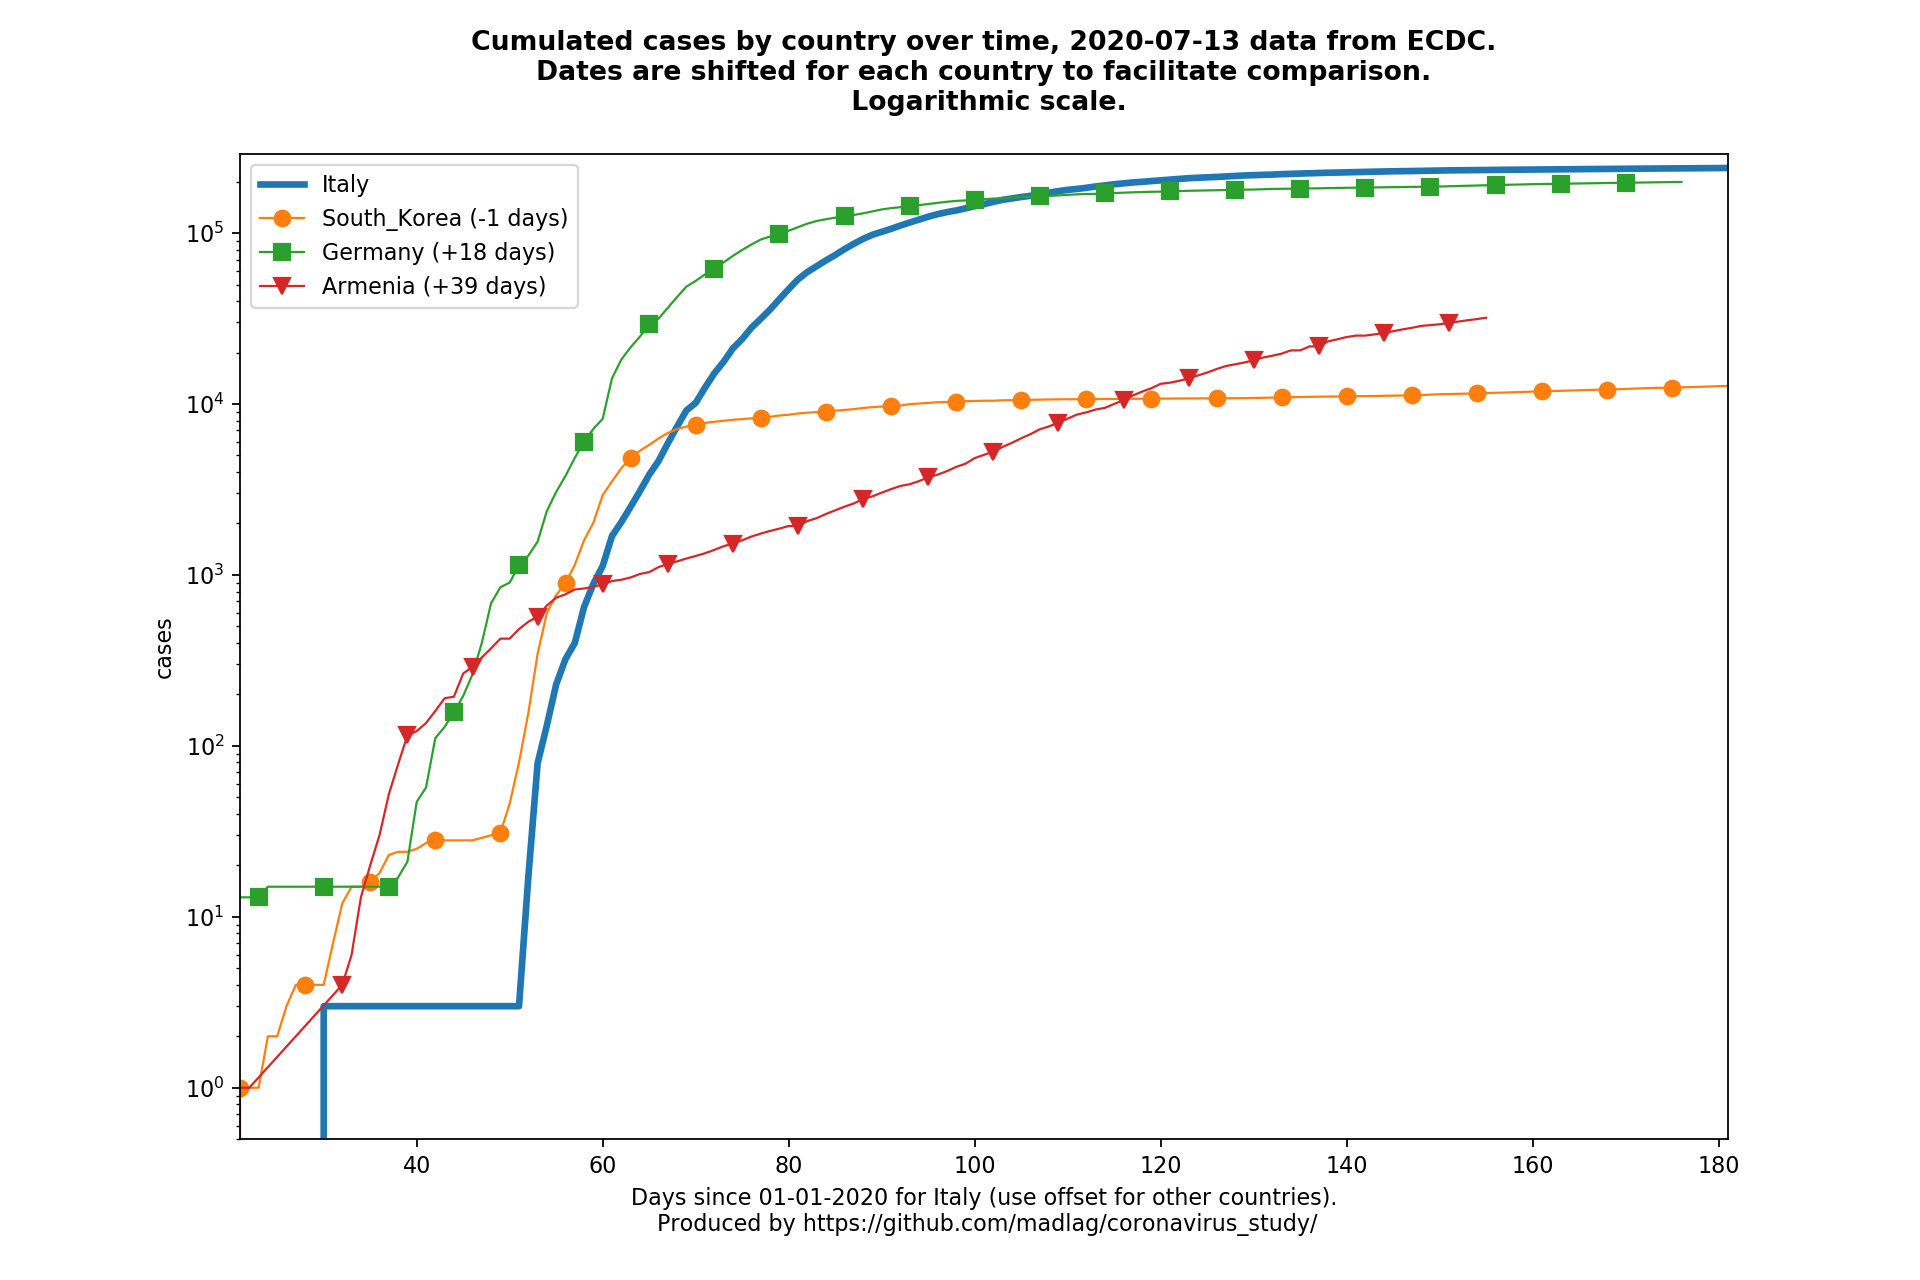 Cumulated cases by country over time, 2020-07-13 data from ECDC.
Dates are shifted for each country to facilitate comparison.
Logarithmic scale.
Italy
South_Korea (-1 days)
Germany (+18 days)
Armenia (+39 days)
10^5
10^4
10^3
10^2
10^1
10^0
cases
40 60 80 100 120 140 160 180
Days since 01-01-2020 for Italy (use offset for other countries).
Produced by https://github.com/madlag/coronavirus_study/